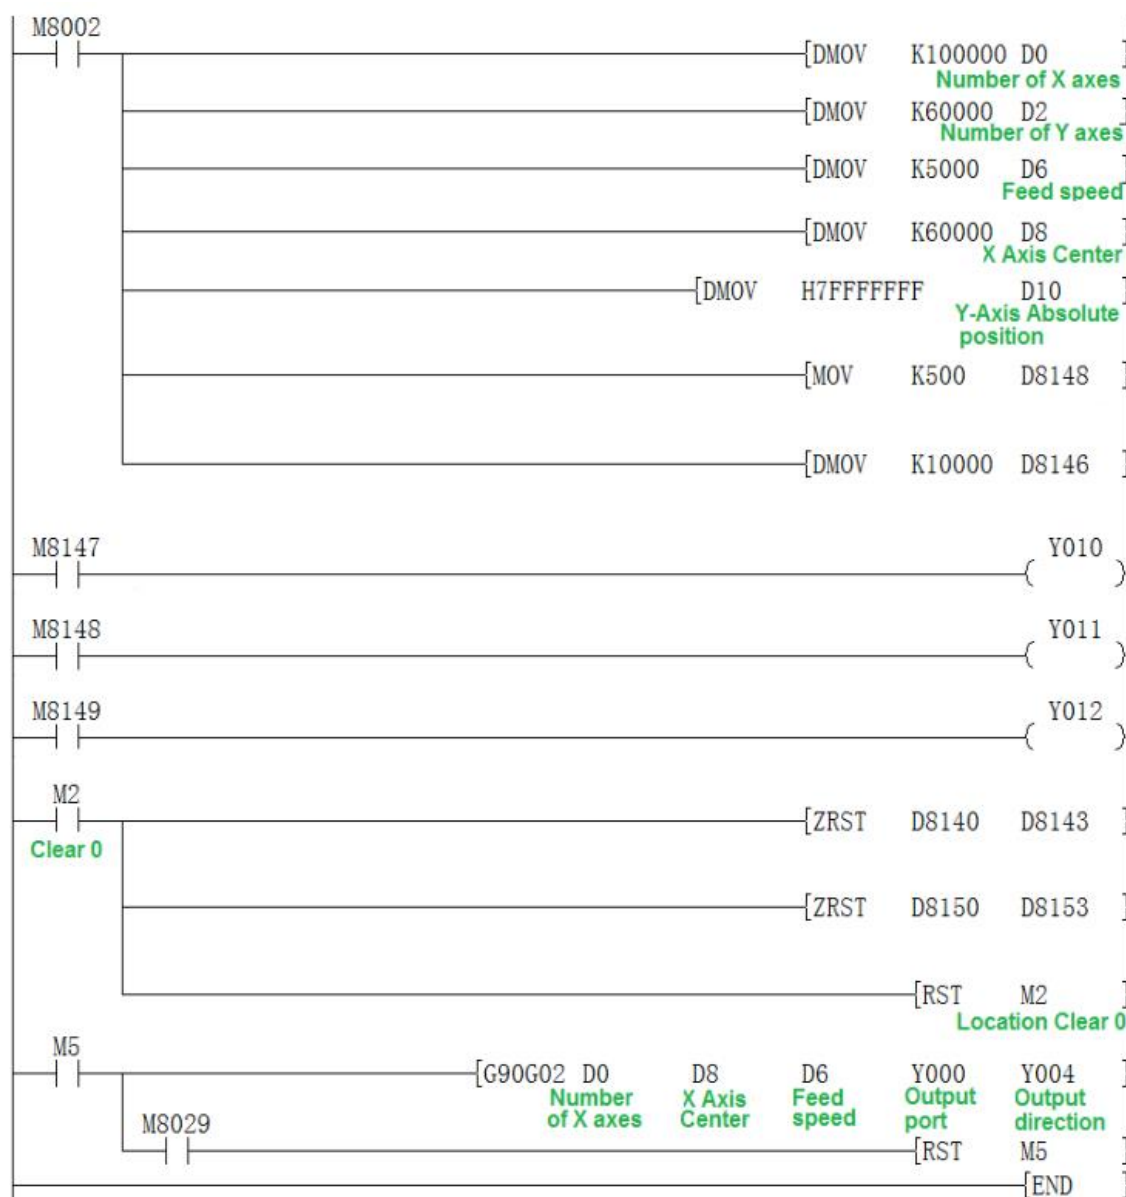 M8002
[DMOV K100000 D0 ]
Number of X axes
[DMOV K60000 D2 ]
Number of Y axes
[DMOV K5000 D6 ]
Feed speed
[DMOV K60000 D8 ]
X Axis Center
[DMOV H7FFFFFFF D10 ]
Y-Axis Absolute
position
[MOV K500 D8148 ]
[DMOV K10000 D8146 ]
M8147 Y010
M8148 Y011
M8149 Y012
M2
[ZRST D8140 D8143 ]
Clear 0
[ZRST D8150 D8153 ]
[RST M2 ]
Location Clear 0
M5
[G90G02 D0 D8 D6 Y000 Y004 ]
Number X Axis Feed Output Output
of X axes Center speed port direction
M8029
[RST M5 ]
[END ]